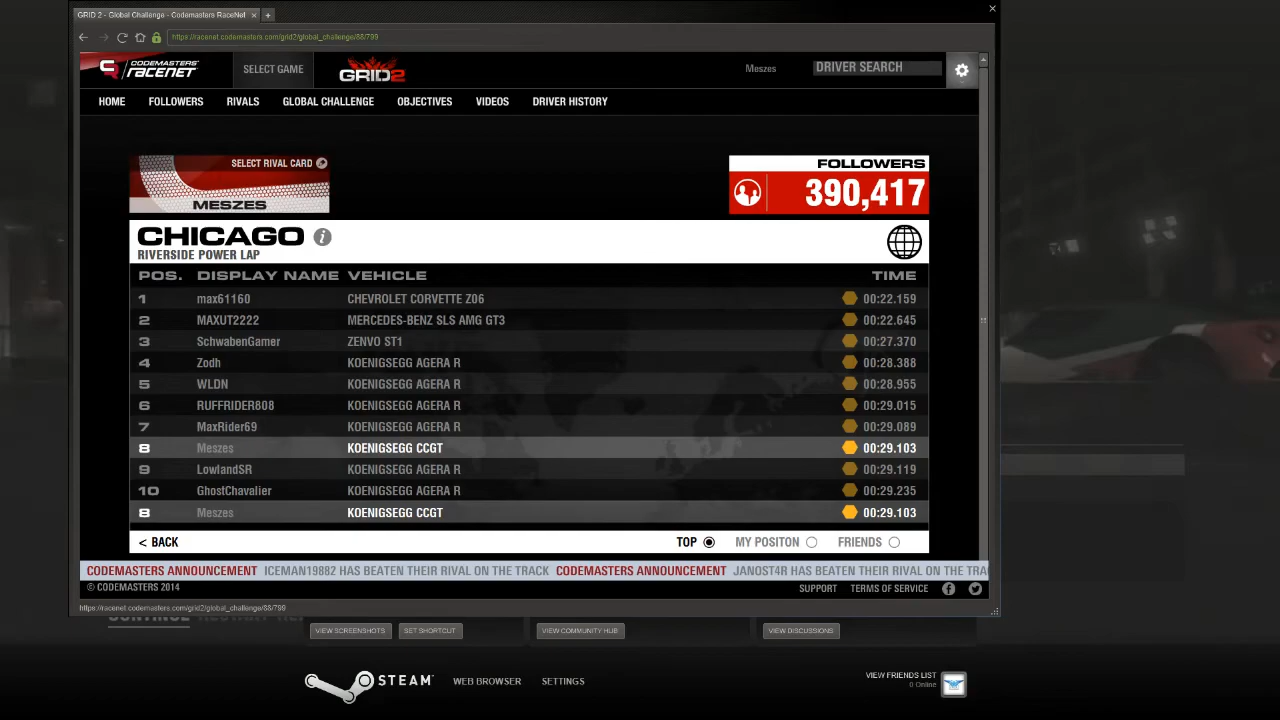 GRID 2 - Global Challenge - Codemasters RaceNet × +
https://racenet.codemasters.com/grid2/global_challenge/88/799
CODEMASTERS' RACENET
SELECT GAME
GRID 2
Meszes
DRIVER SEARCH
HOME FOLLOWERS RIVALS GLOBAL CHALLENGE OBJECTIVES VIDEOS DRIVER HISTORY
SELECT RIVAL CARD
MESZES
FOLLOWERS
390,417
CHICAGO i
RIVERSIDE POWER LAP
POS. DISPLAY NAME VEHICLE TIME
1 max61160 CHEVROLET CORVETTE Z06 00:22.159
2 MAXUT2222 MERCEDES-BENZ SLS AMG GT3 00:22.645
3 SchwabenGamer ZENVO ST1 00:27.370
4 Zodh KOENIGSEGG AGERA R 00:28.388
5 WLDN KOENIGSEGG AGERA R 00:28.955
6 RUFFRIDER808 KOENIGSEGG AGERA R 00:29.015
7 MaxRider69 KOENIGSEGG AGERA R 00:29.089
8 Meszes KOENIGSEGG CCGT 00:29.103
9 LowlandSR KOENIGSEGG AGERA R 00:29.119
10 GhostChavalier KOENIGSEGG AGERA R 00:29.235
8 Meszes KOENIGSEGG CCGT 00:29.103
< BACK TOP MY POSITON FRIENDS
CODEMASTERS ANNOUNCEMENT ICEMAN19882 HAS BEATEN THEIR RIVAL ON THE TRACK CODEMASTERS ANNOUNCEMENT JANOST4R HAS BEATEN THEIR RIVAL ON THE TRA
© CODEMASTERS 2014 SUPPORT TERMS OF SERVICE
https://racenet.codemasters.com/grid2/global_challenge/88/799
CONTINUE
VIEW SCREENSHOTS SET SHORTCUT VIEW COMMUNITY HUB VIEW DISCUSSIONS
STEAM WEB BROWSER SETTINGS
VIEW FRIENDS LIST
0 Online